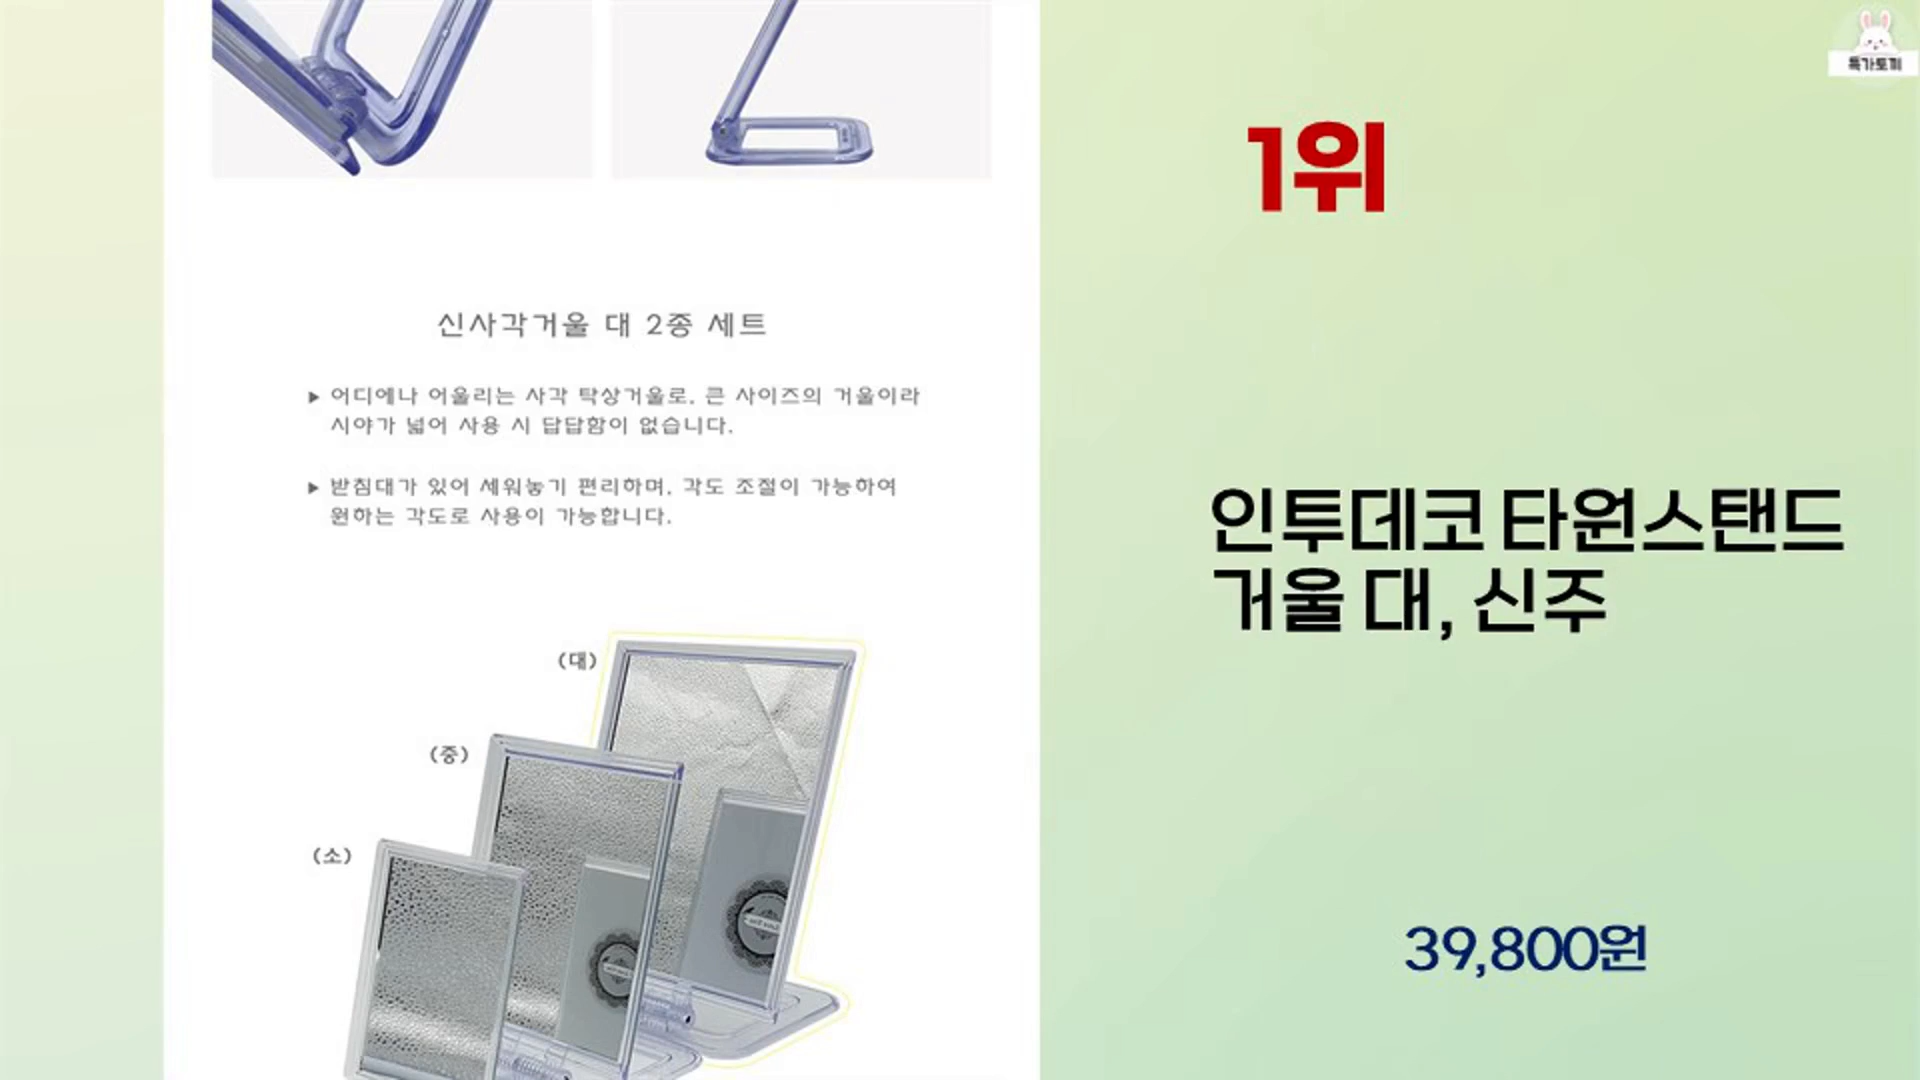 특가토끼
1위
신사각거울 대 2종 세트
▶ 어디에나 어울리는 사각 탁상거울로, 큰 사이즈의 거울이라
시야가 넓어 사용 시 답답함이 없습니다.
▶ 받침대가 있어 세워놓기 편리하며, 각도 조절이 가능하여
원하는 각도로 사용이 가능합니다.
인투데코 타원스탠드
거울 대, 신주
(대)
(중)
(소)
39,800원